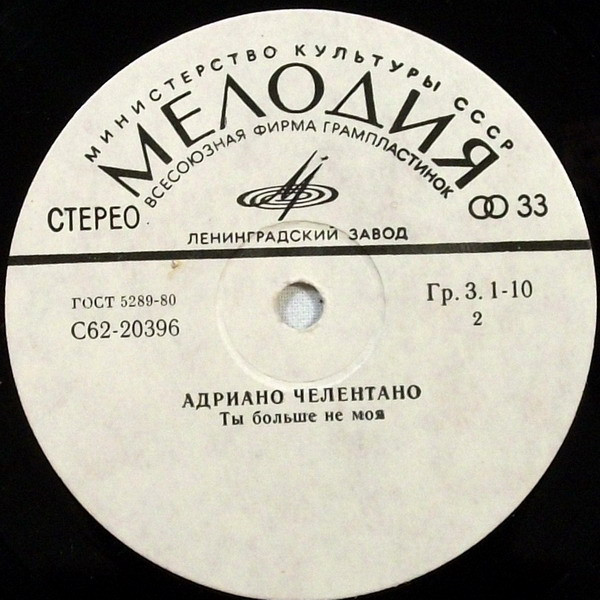 МИНИСТЕРСТВО КУЛЬТУРЫ СССР
МЕЛОДИЯ
ВСЕСОЮЗНАЯ ФИРМА ГРАМПЛАСТИНОК
СТЕРЕО
33
ЛЕНИНГРАДСКИЙ ЗАВОД
ГОСТ 5289-80
Гр. 3. 1-10
С62-20396
2
АДРИАНО ЧЕЛЕНТАНО
Ты больше не моя